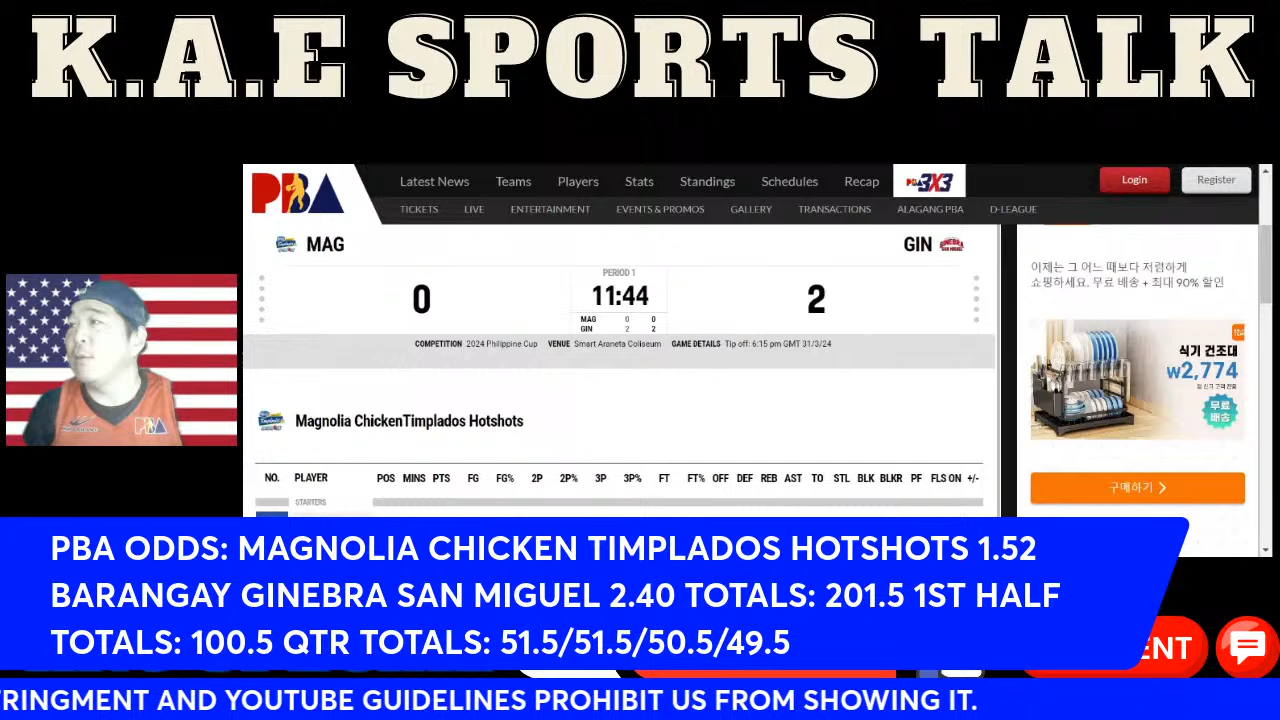 K.A.E SPORTS TALK
PBA
Latest News Teams Players Stats Standings Schedules Recap PBA 3X3 Login Register
TICKETS LIVE ENTERTAINMENT EVENTS & PROMOS GALLERY TRANSACTIONS ALAGANG PBA D-LEAGUE
MAG GIN
PERIOD 1
0 11:44 2
MAG 0 0
GIN 2 2
COMPETITION 2024 Philippine Cup VENUE Smart Araneta Coliseum GAME DETAILS Tip off: 6:15 pm GMT 31/3/24
Magnolia ChickenTimplados Hotshots
NO. PLAYER POS MINS PTS FG FG% 2P 2P% 3P 3P% FT FT% OFF DEF REB AST TO STL BLK BLKR PF FLS ON +/-
STARTERS
이제는 그 어느 때보다 저렴하게
쇼핑하세요. 무료 배송 + 최대 90% 할인
식기 건조대
₩2,774
무료
배송
구매하기
PBA
PBA ODDS: MAGNOLIA CHICKEN TIMPLADOS HOTSHOTS 1.52
BARANGAY GINEBRA SAN MIGUEL 2.40 TOTALS: 201.5 1ST HALF
TOTALS: 100.5 QTR TOTALS: 51.5/51.5/50.5/49.5
ENT
FRINGMENT AND YOUTUBE GUIDELINES PROHIBIT US FROM SHOWING IT.